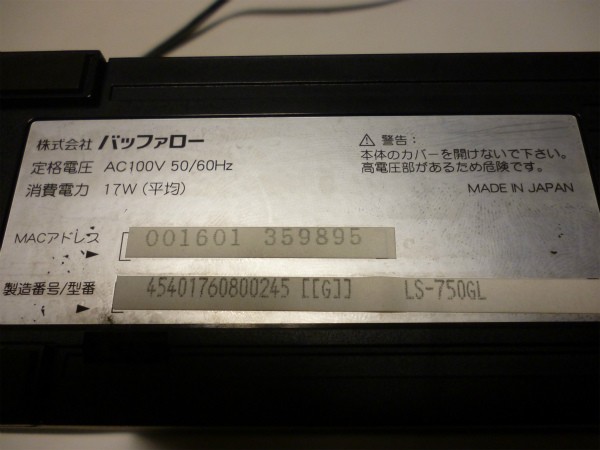 株式会社 バッファロー
定格電圧 AC100V 50/60Hz
消費電力 17W (平均)
⚠ 警告:
本体のカバーを開けないで下さい。
高電圧部があるため危険です。
MADE IN JAPAN
MACアドレス 001601 359895
製造番号/型番 45401760800245 [[G]] LS-750GL